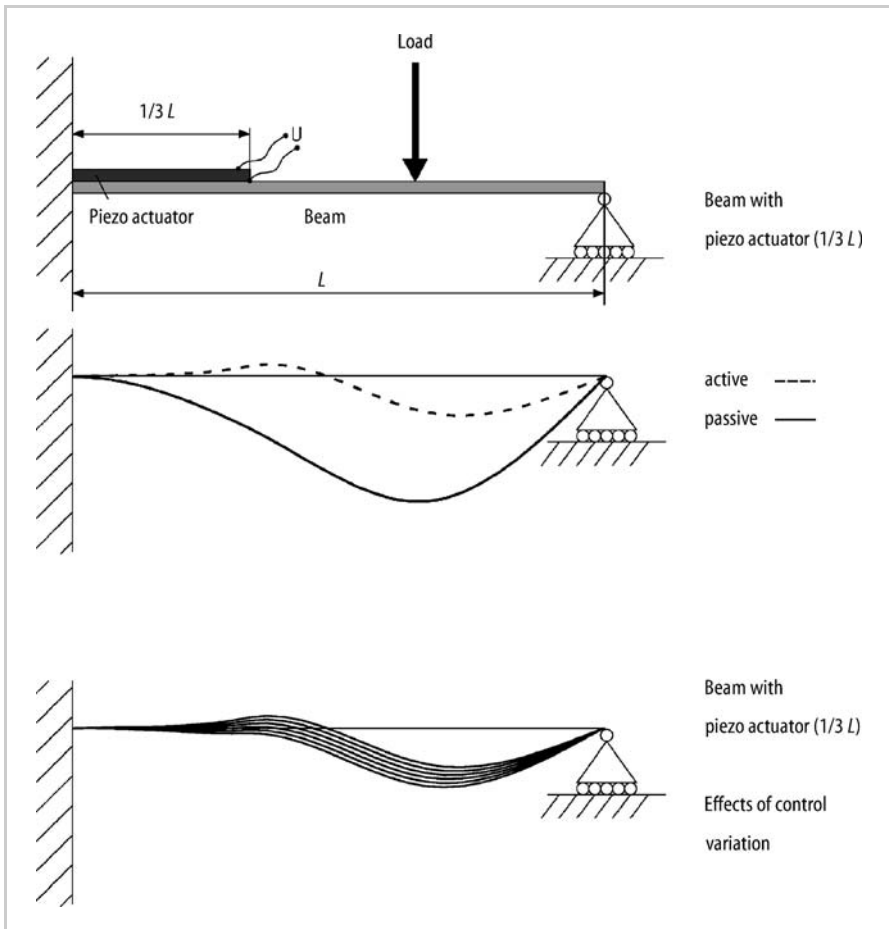 Load
1/3 L
U
Piezo actuator
Beam
Beam with
piezo actuator (1/3 L)
L
active
passive
Beam with
piezo actuator (1/3 L)
Effects of control
variation